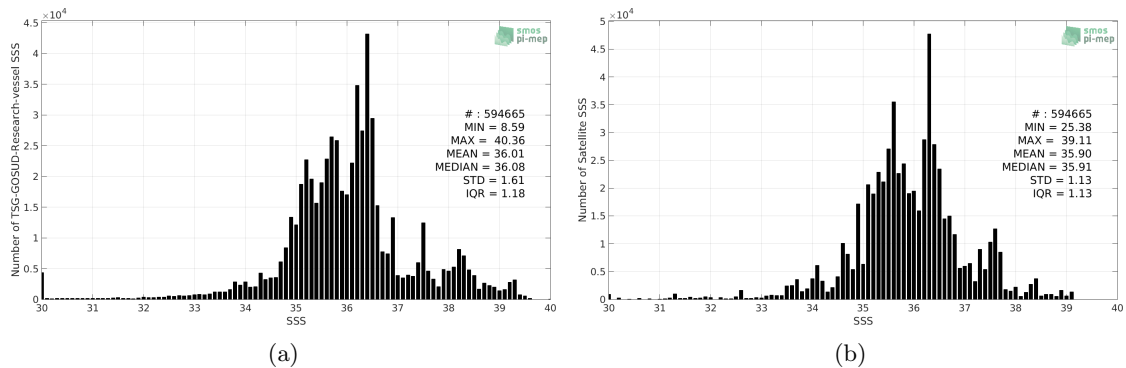 ×10⁴
4.5
4
3.5
3
2.5
2
1.5
1
0.5
0
Number of TSG-GOSUD-Research-vessel SSS
smos
pi-mep
# : 594665
MIN = 8.59
MAX = 40.36
MEAN = 36.01
MEDIAN = 36.08
STD = 1.61
IQR = 1.18
30 31 32 33 34 35 36 37 38 39 40
SSS
(a)
×10⁴
5
4.5
4
3.5
3
2.5
2
1.5
1
0.5
0
Number of Satellite SSS
smos
pi-mep
# : 594665
MIN = 25.38
MAX = 39.11
MEAN = 35.90
MEDIAN = 35.91
STD = 1.13
IQR = 1.13
30 31 32 33 34 35 36 37 38 39 40
SSS
(b)